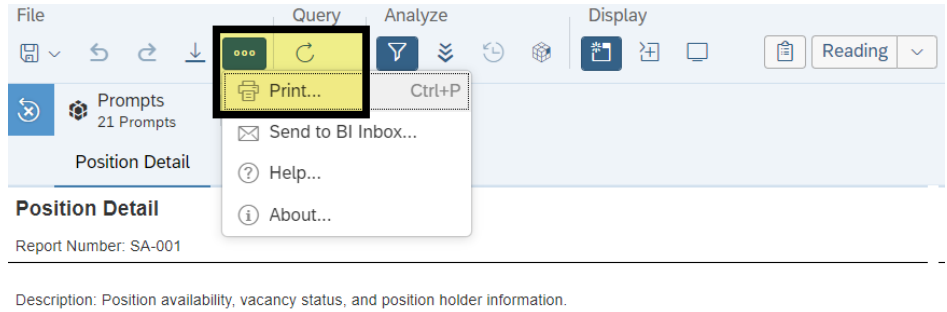 File Query Analyze Display
Reading
Print... Ctrl+P
Prompts
21 Prompts
Send to BI Inbox...
Position Detail
Help...
About...
Position Detail
Report Number: SA-001
Description: Position availability, vacancy status, and position holder information.